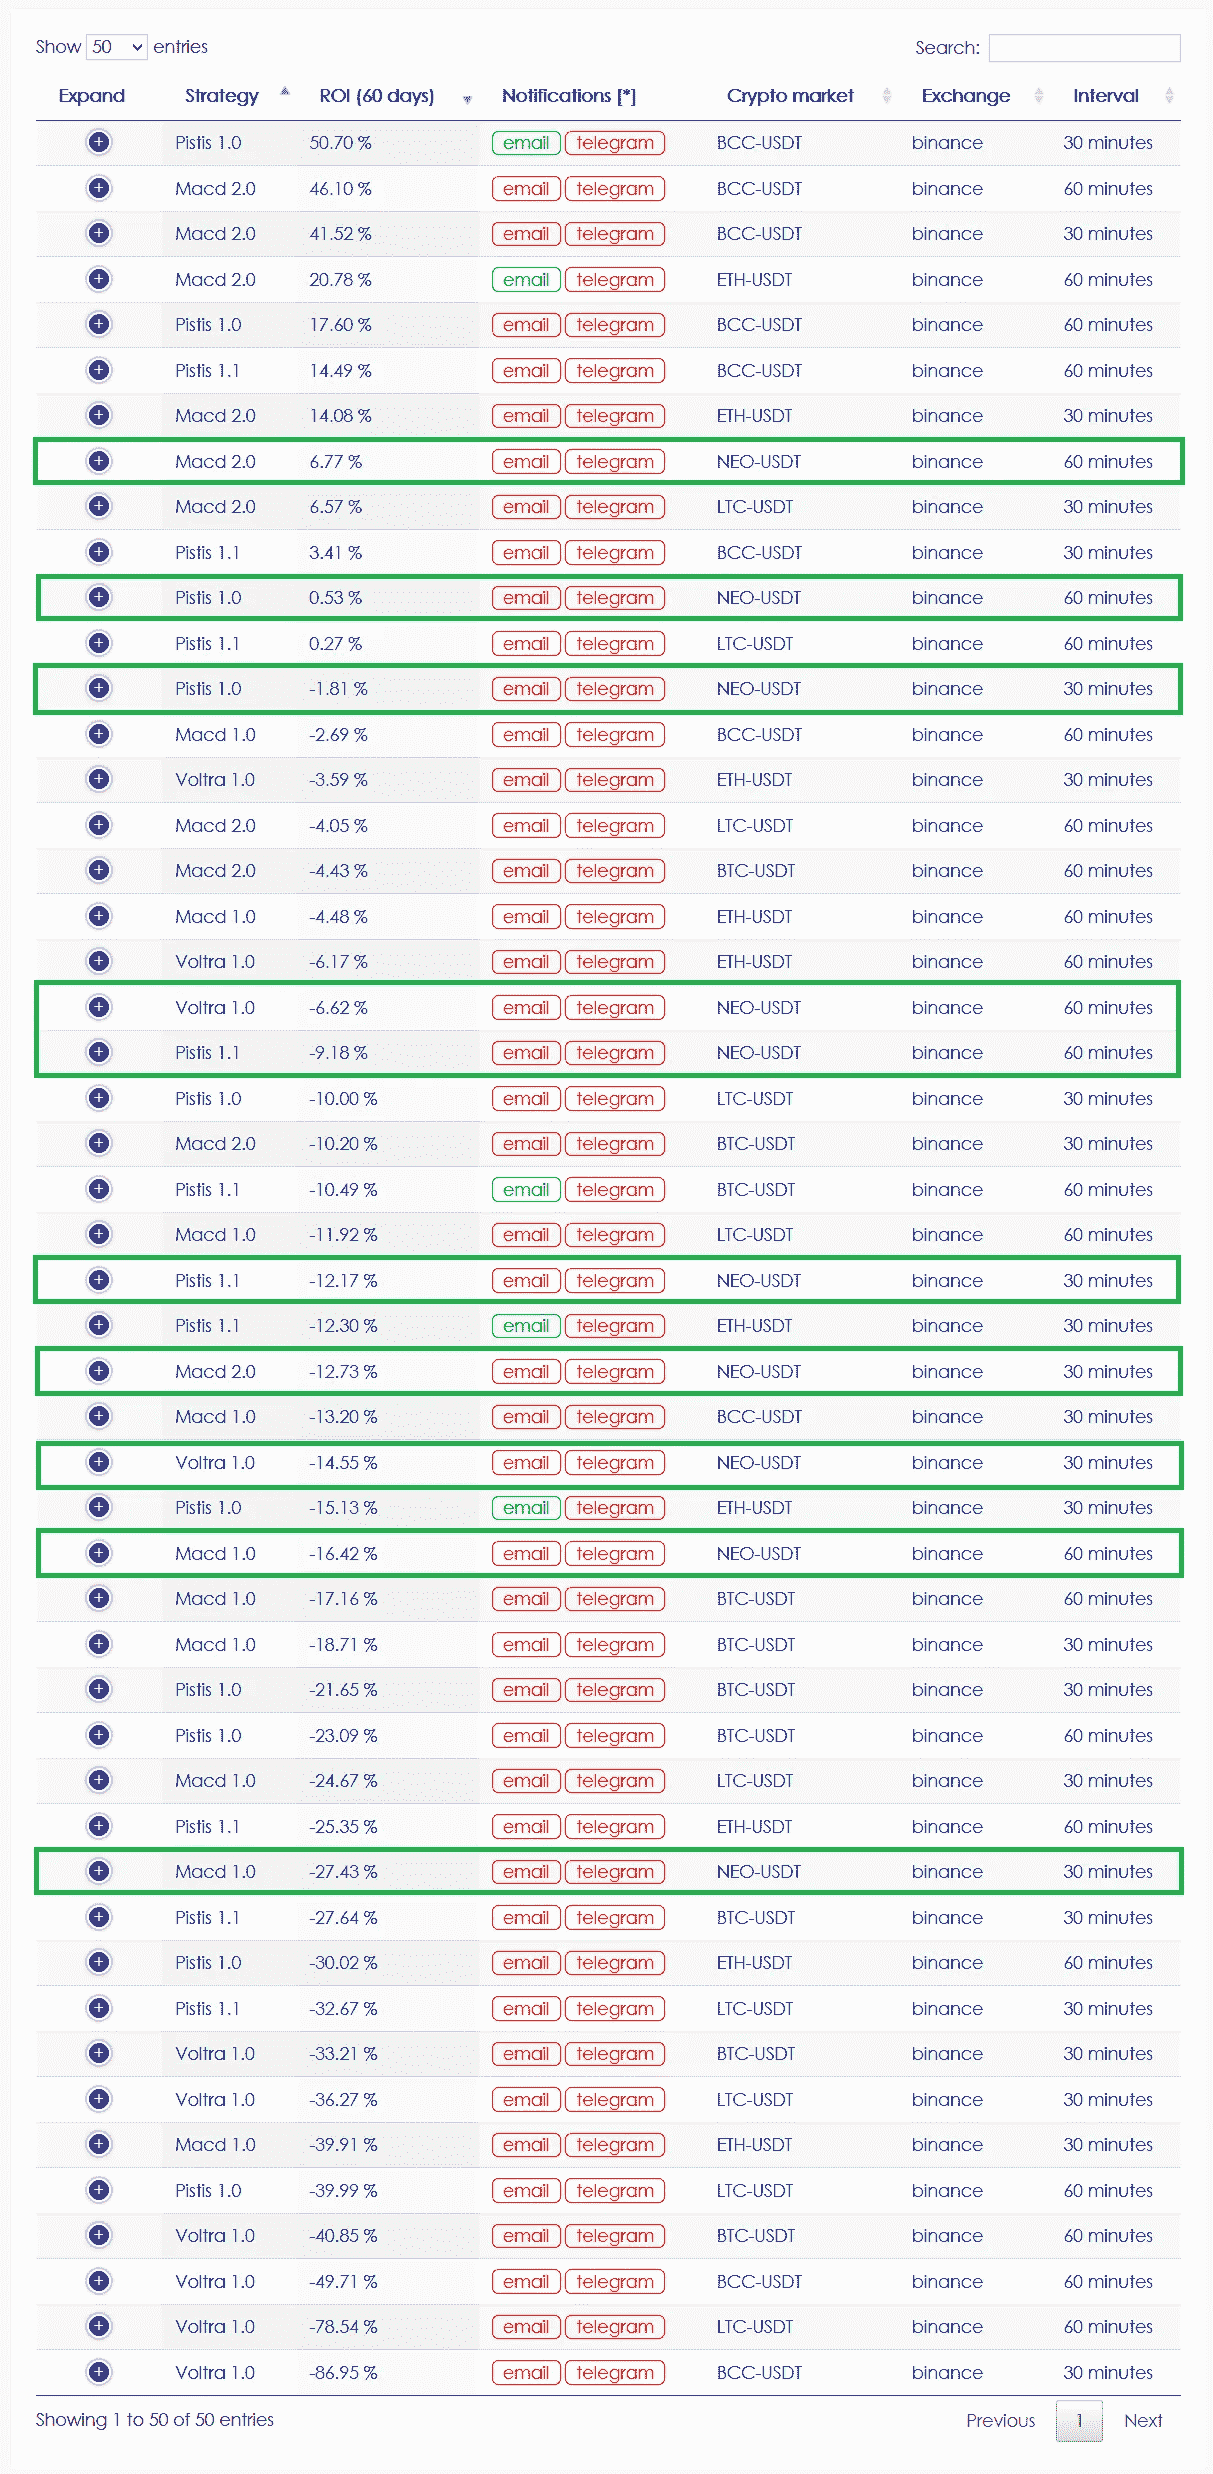 Show 50 entries Search:
Expand Strategy ROI (60 days) Notifications [*] Crypto market Exchange Interval
Pistis 1.0 50.70 % email telegram BCC-USDT binance 30 minutes
Macd 2.0 46.10 % email telegram BCC-USDT binance 60 minutes
Macd 2.0 41.52 % email telegram BCC-USDT binance 30 minutes
Macd 2.0 20.78 % email telegram ETH-USDT binance 60 minutes
Pistis 1.0 17.60 % email telegram BCC-USDT binance 60 minutes
Pistis 1.1 14.49 % email telegram BCC-USDT binance 60 minutes
Macd 2.0 14.08 % email telegram ETH-USDT binance 30 minutes
Macd 2.0 6.77 % email telegram NEO-USDT binance 60 minutes
Macd 2.0 6.57 % email telegram LTC-USDT binance 30 minutes
Pistis 1.1 3.41 % email telegram BCC-USDT binance 30 minutes
Pistis 1.0 0.53 % email telegram NEO-USDT binance 60 minutes
Pistis 1.1 0.27 % email telegram LTC-USDT binance 60 minutes
Pistis 1.0 -1.81 % email telegram NEO-USDT binance 30 minutes
Macd 1.0 -2.69 % email telegram BCC-USDT binance 60 minutes
Voltra 1.0 -3.59 % email telegram ETH-USDT binance 30 minutes
Macd 2.0 -4.05 % email telegram LTC-USDT binance 60 minutes
Macd 2.0 -4.43 % email telegram BTC-USDT binance 60 minutes
Macd 1.0 -4.48 % email telegram ETH-USDT binance 60 minutes
Voltra 1.0 -6.17 % email telegram ETH-USDT binance 60 minutes
Voltra 1.0 -6.62 % email telegram NEO-USDT binance 60 minutes
Pistis 1.1 -9.18 % email telegram NEO-USDT binance 60 minutes
Pistis 1.0 -10.00 % email telegram LTC-USDT binance 30 minutes
Macd 2.0 -10.20 % email telegram BTC-USDT binance 30 minutes
Pistis 1.1 -10.49 % email telegram BTC-USDT binance 60 minutes
Macd 1.0 -11.92 % email telegram LTC-USDT binance 60 minutes
Pistis 1.1 -12.17 % email telegram NEO-USDT binance 30 minutes
Pistis 1.1 -12.30 % email telegram ETH-USDT binance 30 minutes
Macd 2.0 -12.73 % email telegram NEO-USDT binance 30 minutes
Macd 1.0 -13.20 % email telegram BCC-USDT binance 30 minutes
Voltra 1.0 -14.55 % email telegram NEO-USDT binance 30 minutes
Pistis 1.0 -15.13 % email telegram ETH-USDT binance 30 minutes
Macd 1.0 -16.42 % email telegram NEO-USDT binance 60 minutes
Macd 1.0 -17.16 % email telegram BTC-USDT binance 60 minutes
Macd 1.0 -18.71 % email telegram BTC-USDT binance 30 minutes
Pistis 1.0 -21.65 % email telegram BTC-USDT binance 30 minutes
Pistis 1.0 -23.09 % email telegram BTC-USDT binance 60 minutes
Macd 1.0 -24.67 % email telegram LTC-USDT binance 30 minutes
Pistis 1.1 -25.35 % email telegram ETH-USDT binance 60 minutes
Macd 1.0 -27.43 % email telegram NEO-USDT binance 30 minutes
Pistis 1.1 -27.64 % email telegram BTC-USDT binance 30 minutes
Pistis 1.0 -30.02 % email telegram ETH-USDT binance 60 minutes
Pistis 1.1 -32.67 % email telegram LTC-USDT binance 30 minutes
Voltra 1.0 -33.21 % email telegram BTC-USDT binance 30 minutes
Voltra 1.0 -36.27 % email telegram LTC-USDT binance 30 minutes
Macd 1.0 -39.91 % email telegram ETH-USDT binance 30 minutes
Pistis 1.0 -39.99 % email telegram LTC-USDT binance 60 minutes
Voltra 1.0 -40.85 % email telegram BTC-USDT binance 60 minutes
Voltra 1.0 -49.71 % email telegram BCC-USDT binance 60 minutes
Voltra 1.0 -78.54 % email telegram LTC-USDT binance 60 minutes
Voltra 1.0 -86.95 % email telegram BCC-USDT binance 30 minutes
Showing 1 to 50 of 50 entries Previous 1 Next